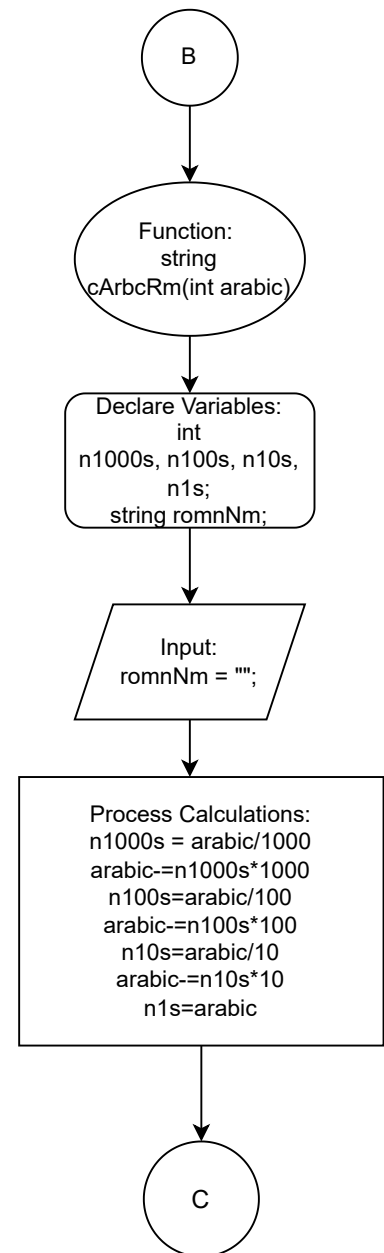 B
Function:
string
cArbcRm(int arabic)
Declare Variables:
int
n1000s, n100s, n10s,
n1s;
string romnNm;
Input:
romnNm = "";
Process Calculations:
n1000s = arabic/1000
arabic-=n1000s*1000
n100s=arabic/100
arabic-=n100s*100
n10s=arabic/10
arabic-=n10s*10
n1s=arabic
C